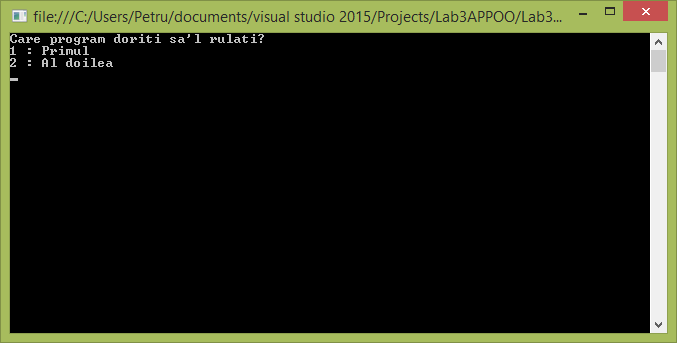 file:///C:/Users/Petru/documents/visual studio 2015/Projects/Lab3APPOO/Lab3...
Care program doriti sa'l rulati?
1 : Primul
2 : Al doilea